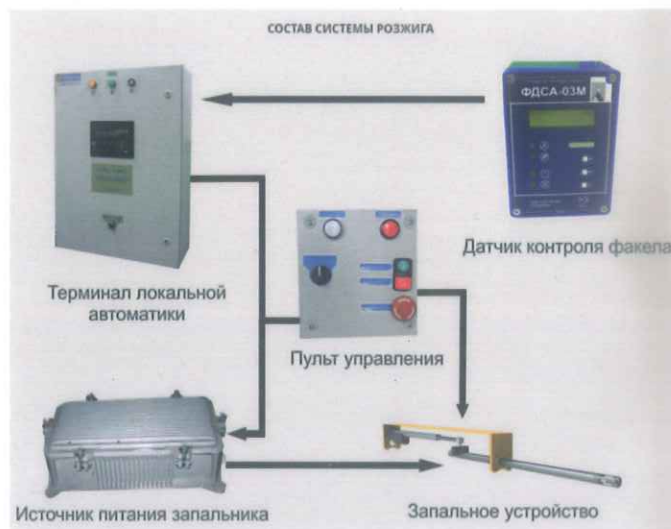 СОСТАВ СИСТЕМЫ РОЗЖИГА
ФДСА-03М
Датчик контроля факела
Терминал локальной
автоматики
Пульт управления
Источник питания запальника
Запальное устройство